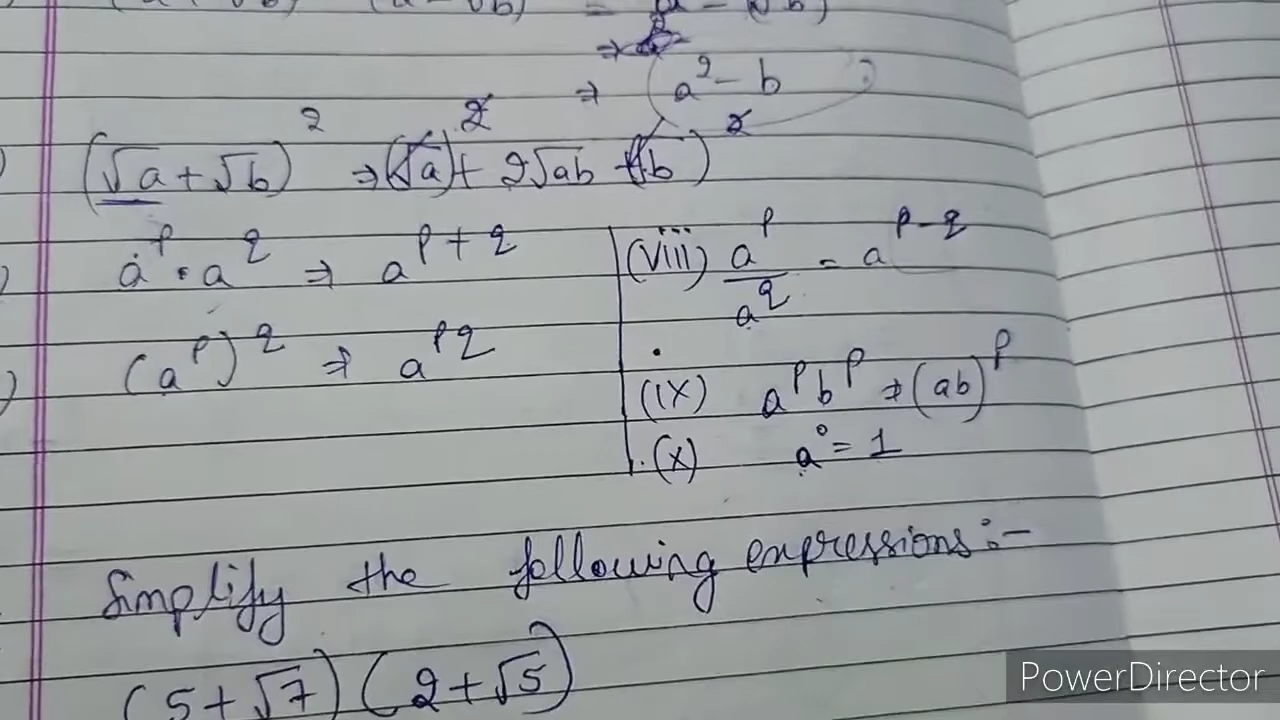 ⇒ a² - b
(√a + √b)² ⇒ (√a)² + 2√ab + (√b)²
a^p · a^q ⇒ a^(p+q)
(a^p)^q ⇒ a^(pq)
(viii) a^p/a^q = a^(p-q)
(ix) a^p b^p ⇒ (ab)^p
(x) a⁰ = 1
Simplify the following expressions:-
(5+√7)(2+√5)
PowerDirector